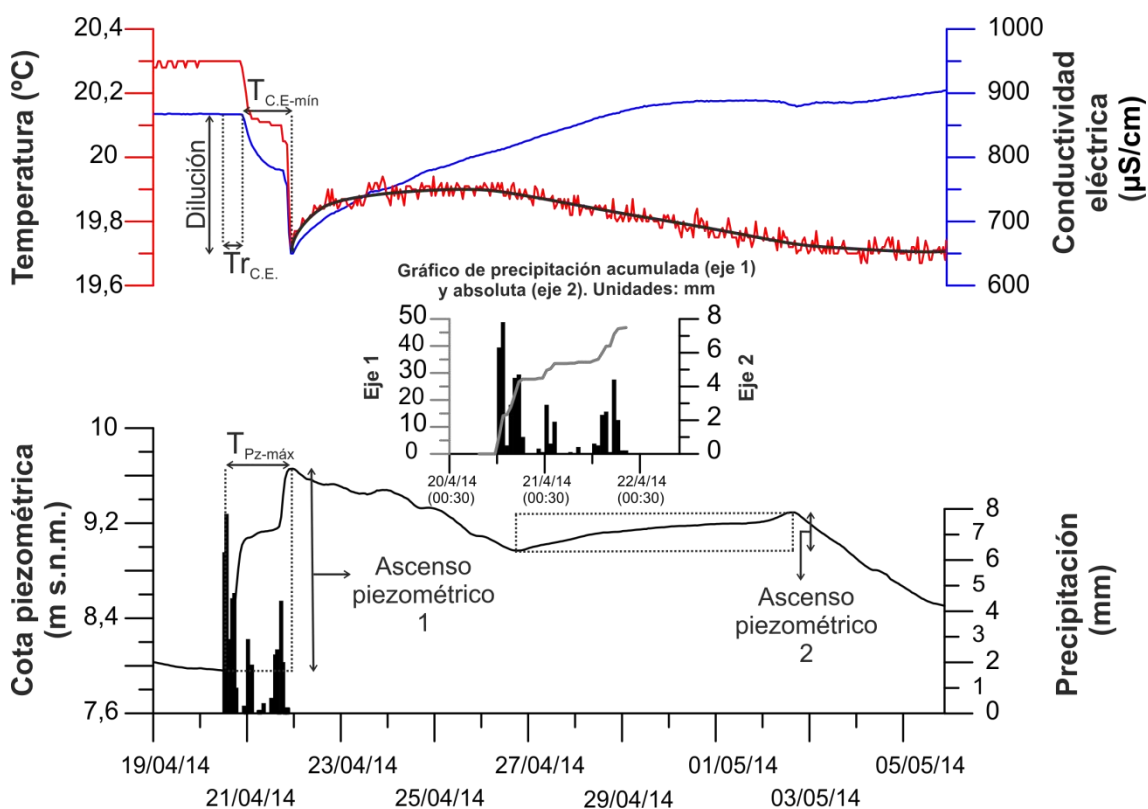 20,4
20,2
20
19,8
19,6
Temperatura (ºC)
1000
900
800
700
600
Conductividad
eléctrica
(µS/cm)
T C.E-mín
Dilución
Tr C.E.
Gráfico de precipitación acumulada (eje 1)
y absoluta (eje 2). Unidades: mm
50
40
30
20
10
0
Eje 1
8
6
4
2
0
Eje 2
20/4/14
(00:30)
21/4/14
(00:30)
22/4/14
(00:30)
10
9,2
8,4
7,6
Cota piezométrica
(m s.n.m.)
T Pz-máx
Ascenso
piezométrico
1
Ascenso
piezométrico
2
8
7
6
5
4
3
2
1
0
Precipitación
(mm)
19/04/14
21/04/14
23/04/14
25/04/14
27/04/14
29/04/14
01/05/14
03/05/14
05/05/14